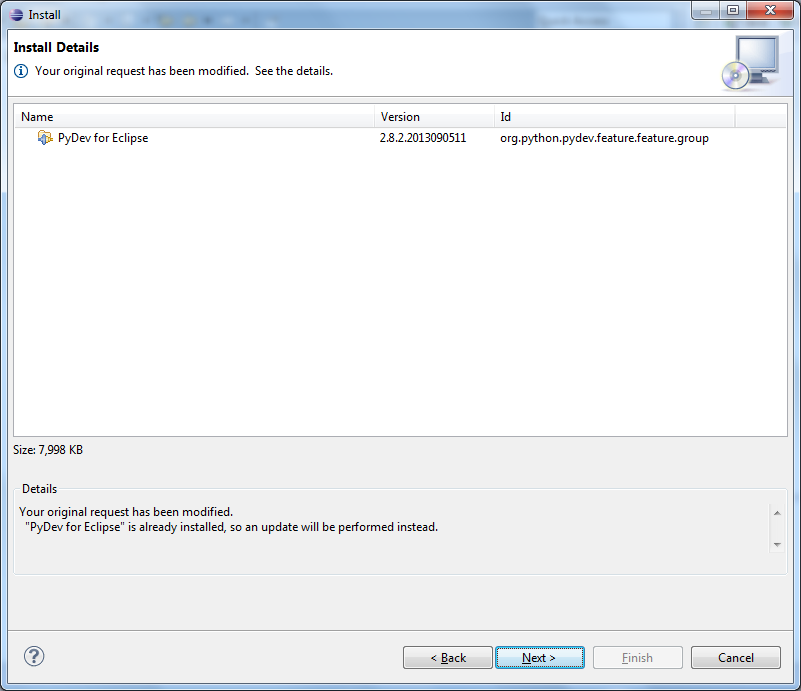 Install
Install Details
Your original request has been modified.  See the details.
Name Version Id
PyDev for Eclipse 2.8.2.2013090511 org.python.pydev.feature.feature.group
Size: 7,998 KB
Details
Your original request has been modified.
"PyDev for Eclipse" is already installed, so an update will be performed instead.
? < Back Next > Finish Cancel